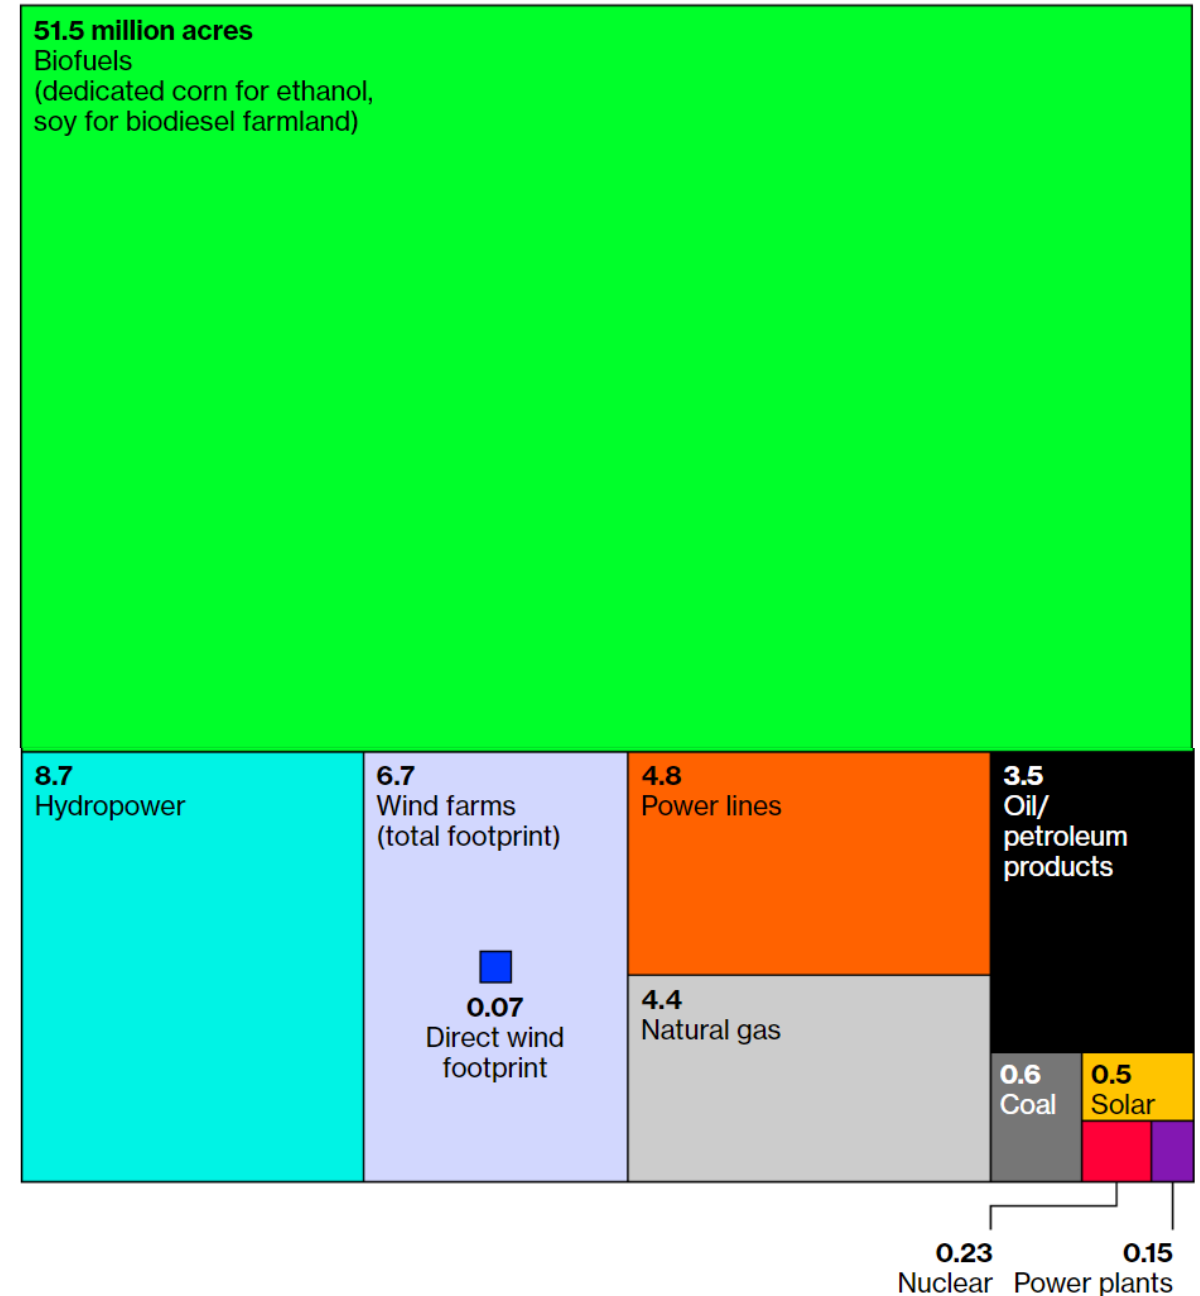 51.5 million acres
Biofuels
(dedicated corn for ethanol,
soy for biodiesel farmland)
8.7
Hydropower
6.7
Wind farms
(total footprint)
0.07
Direct wind
footprint
4.8
Power lines
4.4
Natural gas
3.5
Oil/
petroleum
products
0.6
Coal
0.5
Solar
0.23
Nuclear
0.15
Power plants